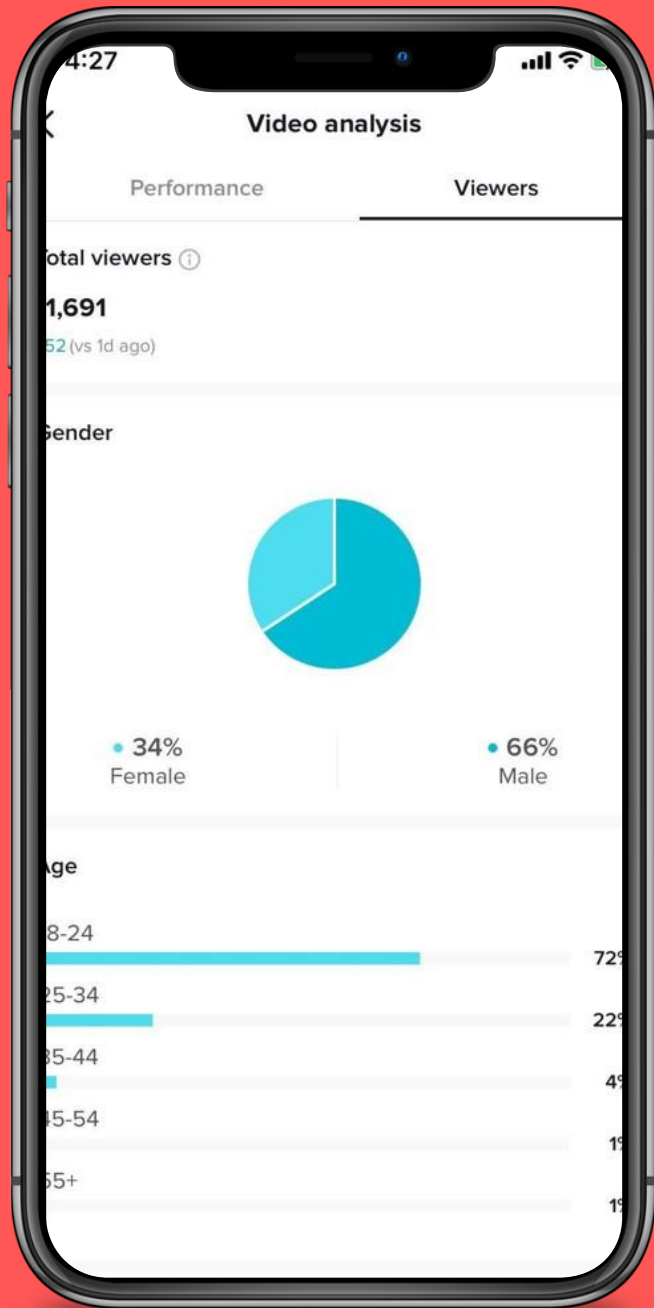 4:27
Video analysis
Performance
Viewers
otal viewers
1,691
52 (vs 1d ago)
Gender
• 34%
Female
• 66%
Male
Age
8-24
72%
25-34
22%
35-44
4%
45-54
1%
55+
1%